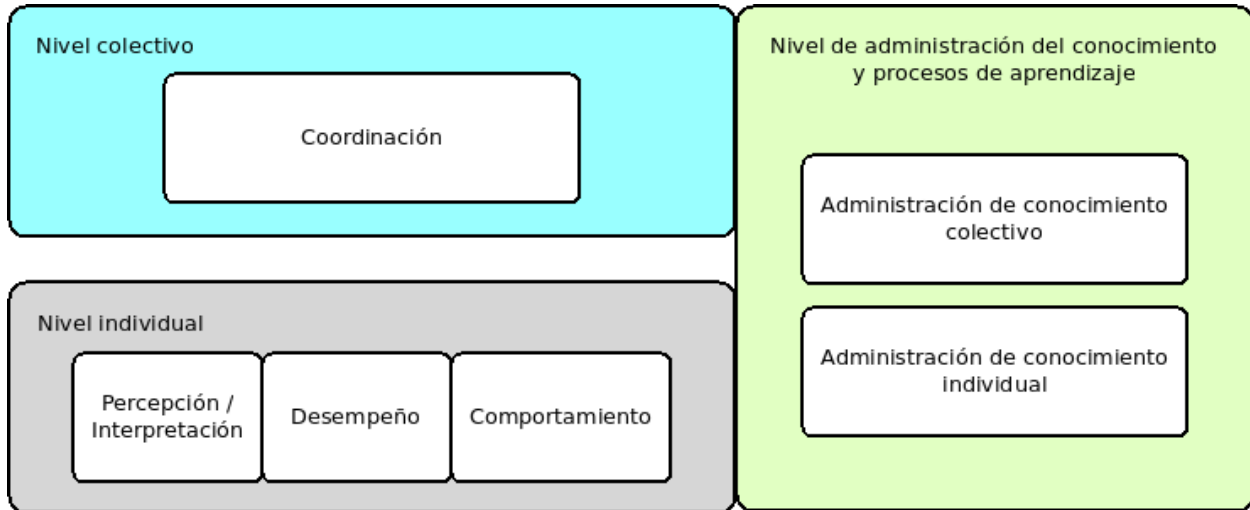 Nivel colectivo
Coordinación
Nivel individual
Percepción /
Interpretación
Desempeño
Comportamiento
Nivel de administración del conocimiento
y procesos de aprendizaje
Administración de conocimiento
colectivo
Administración de conocimiento
individual